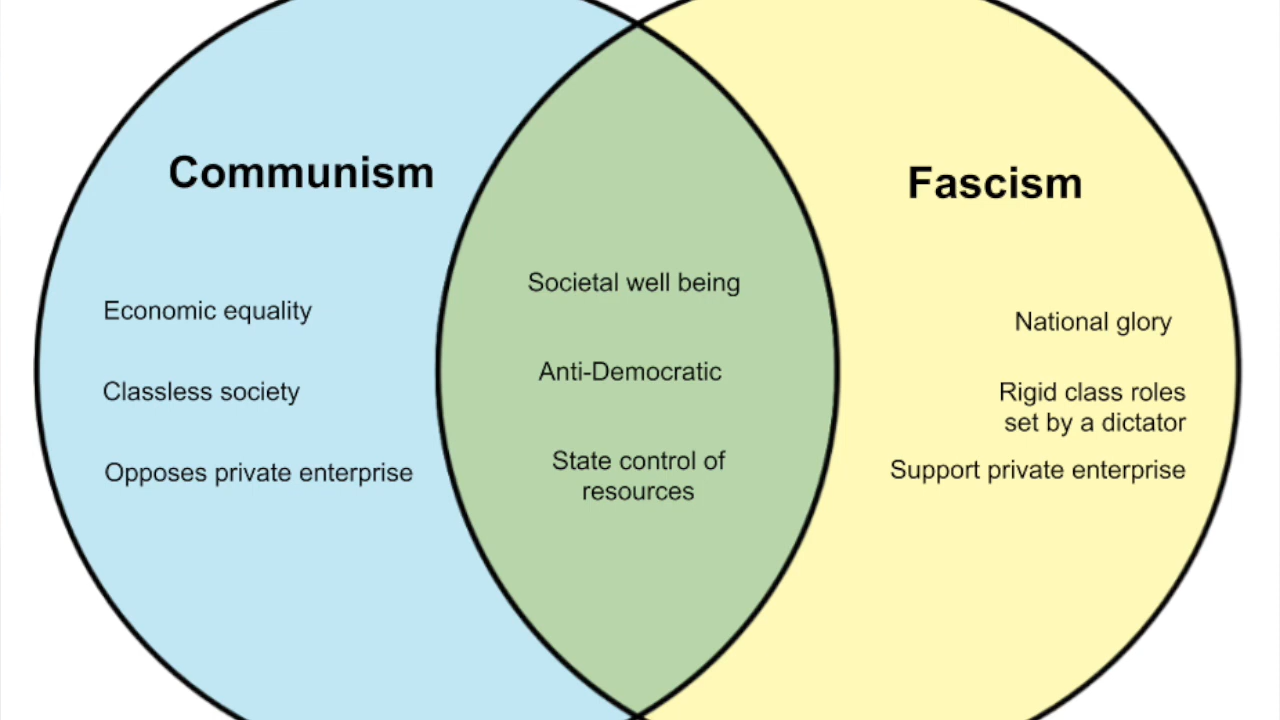 Communism
Economic equality
Classless society
Opposes private enterprise
Societal well being
Anti-Democratic
State control of
resources
Fascism
National glory
Rigid class roles
set by a dictator
Support private enterprise